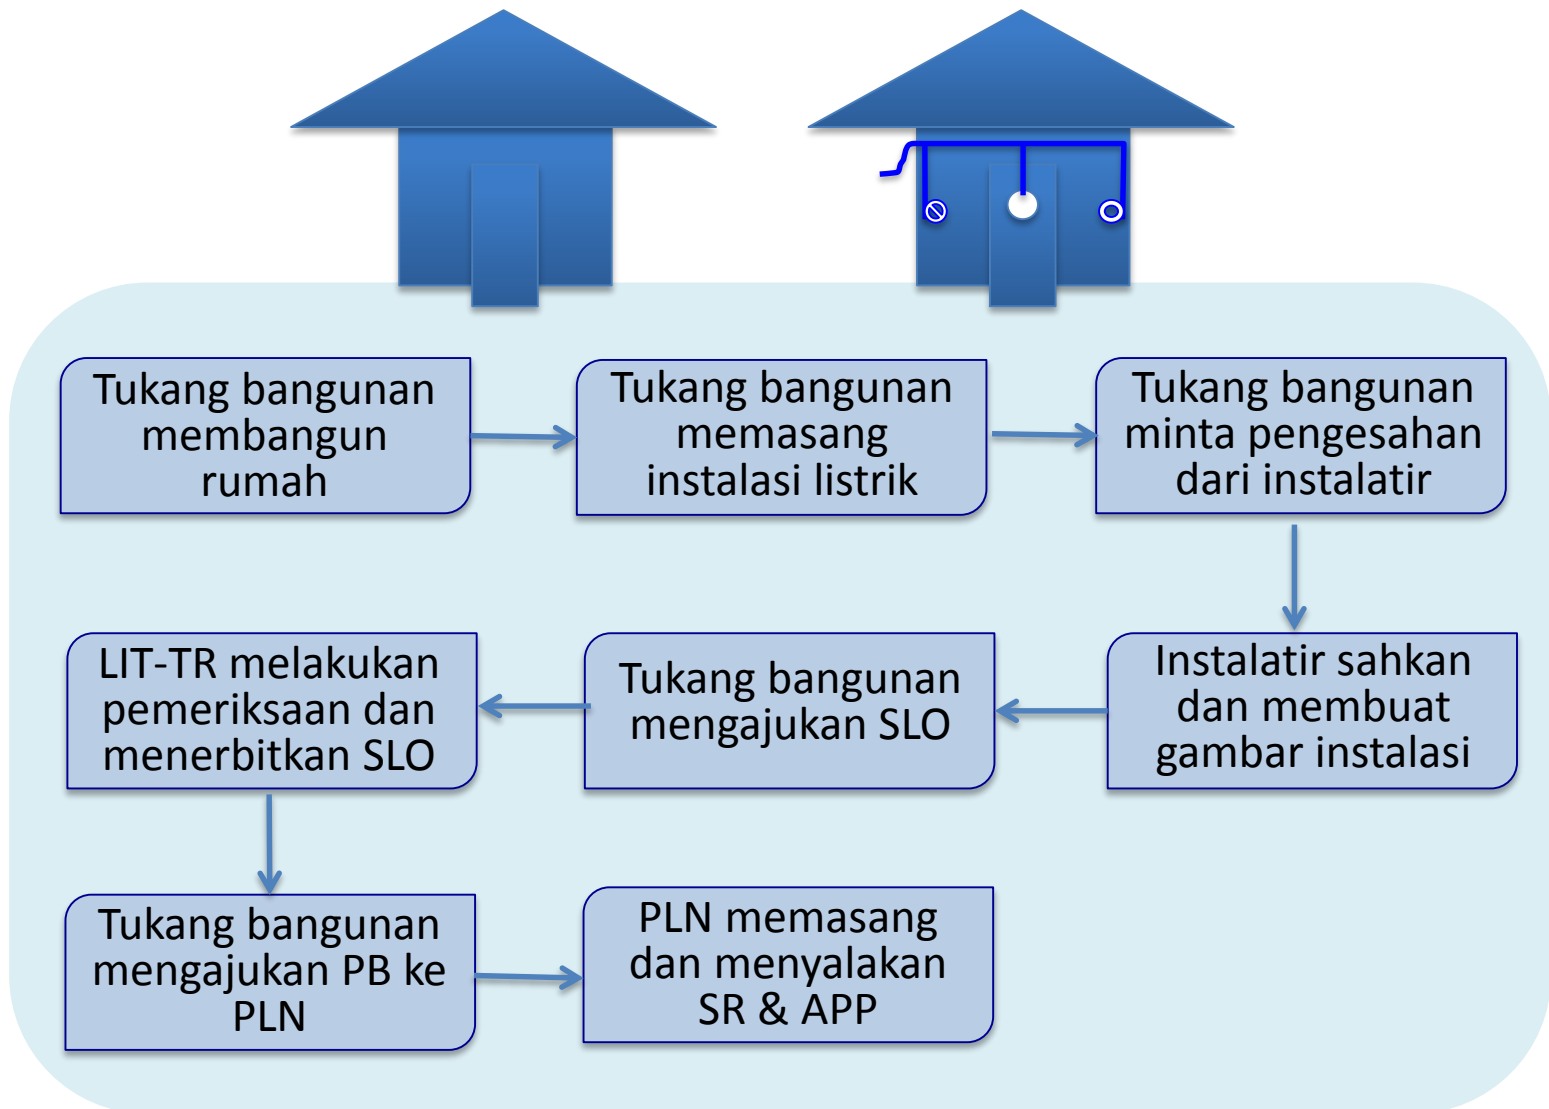 Tukang bangunan
membangun
rumah
Tukang bangunan
memasang
instalasi listrik
Tukang bangunan
minta pengesahan
dari instalatir
Instalatir sahkan
dan membuat
gambar instalasi
Tukang bangunan
mengajukan SLO
LIT-TR melakukan
pemeriksaan dan
menerbitkan SLO
Tukang bangunan
mengajukan PB ke
PLN
PLN memasang
dan menyalakan
SR & APP